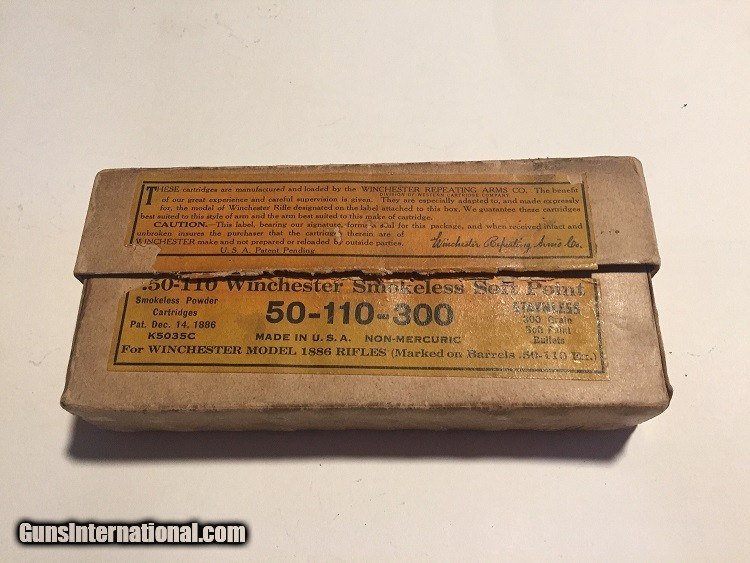 THESE cartridges are manufactured and loaded by the WINCHESTER REPEATING ARMS CO. The benefit
DIVISION OF WESTERN CARTRIDGE COMPANY
of our great experience and careful supervision is given. They are especially adapted to, and made expressly
for, the model of Winchester Rifle designated on the label attached to this box. We guarantee these cartridges
best suited to this style of arm and the arm best suited to this make of cartridge.
CAUTION.—This label, bearing our signature, forms seal for this package, and when received intact and
unbroken insures the purchaser that the cartridges therein are of
WINCHESTER make and not prepared or reloaded by outside parties.
U.S.A. Patent Pending
Winchester Repeating Arms Co.
.50-110 Winchester Smokeless Soft Point
Smokeless Powder
Cartridges
Pat. Dec. 14, 1886
K5035C
50-110-300
MADE IN U.S.A. NON-MERCURIC
STAYNLESS
300 Grain
Soft Point
Bullets
For WINCHESTER MODEL 1886 RIFLES (Marked on Barrels .50-110 Ex.)
GunsInternational.com